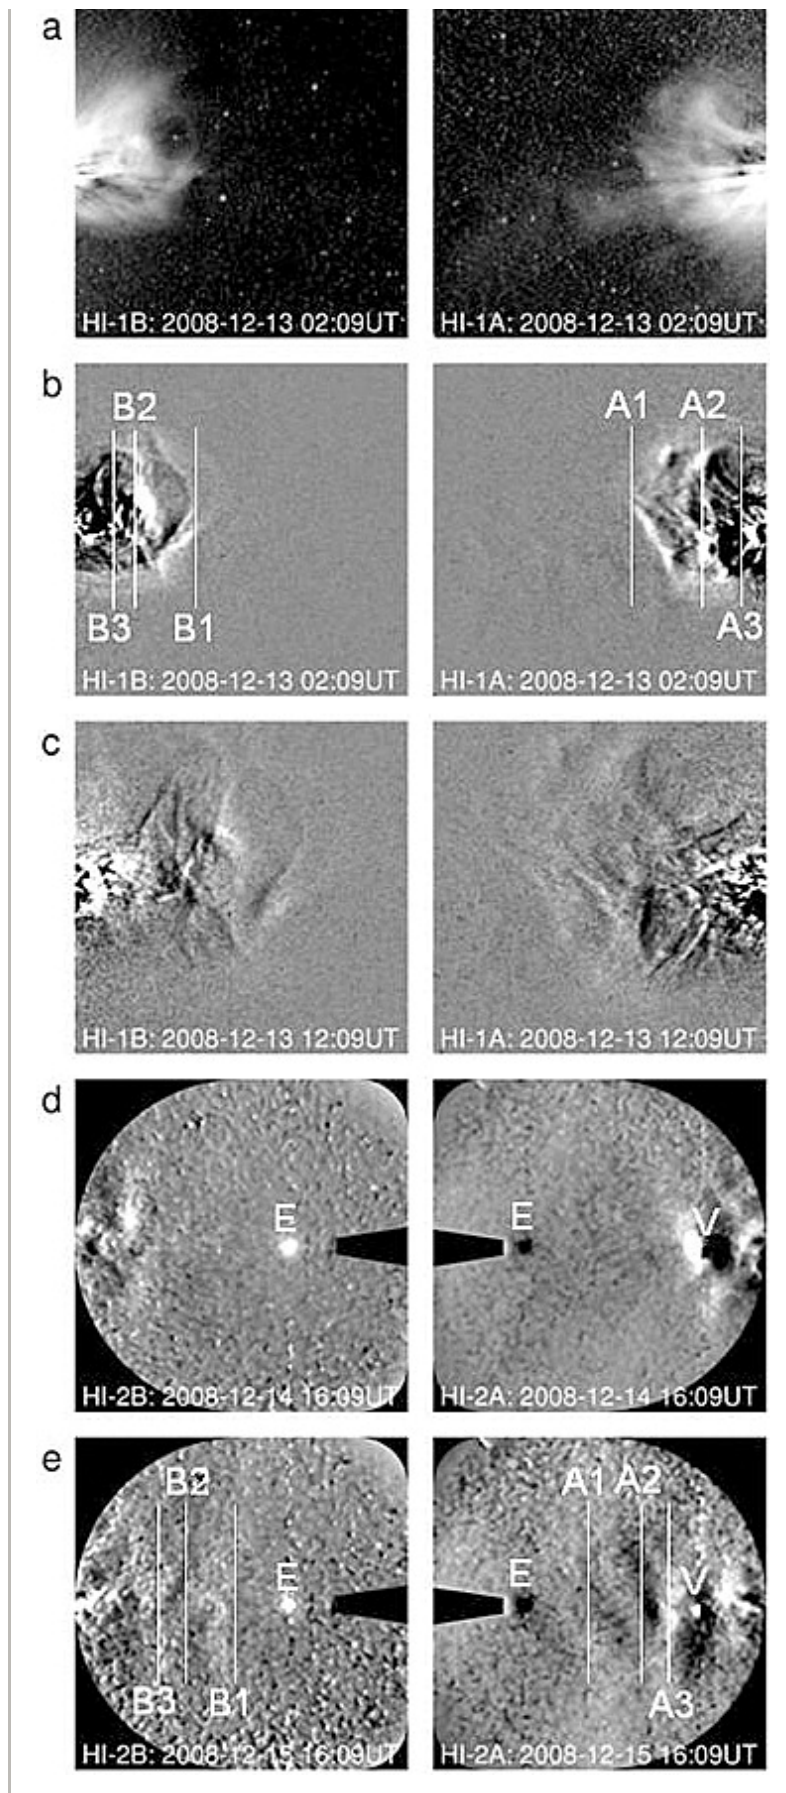 a
HI-1B: 2008-12-13 02:09UT
HI-1A: 2008-12-13 02:09UT
b
B2
A1 A2
B3 B1
A3
HI-1B: 2008-12-13 02:09UT
HI-1A: 2008-12-13 02:09UT
c
HI-1B: 2008-12-13 12:09UT
HI-1A: 2008-12-13 12:09UT
d
E
E
V
HI-2B: 2008-12-14 16:09UT
HI-2A: 2008-12-14 16:09UT
e
B2
A1 A2
E
E
V
B3 B1
A3
HI-2B: 2008-12-15 16:09UT
HI-2A: 2008-12-15 16:09UT